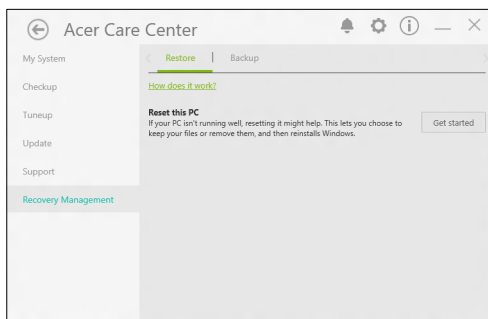 Acer Care Center
My System
Checkup
Tuneup
Update
Support
Recovery Management
Restore
Backup
How does it work?
Reset this PC
If your PC isn't running well, resetting it might help. This lets you choose to
keep your files or remove them, and then reinstalls Windows.
Get started